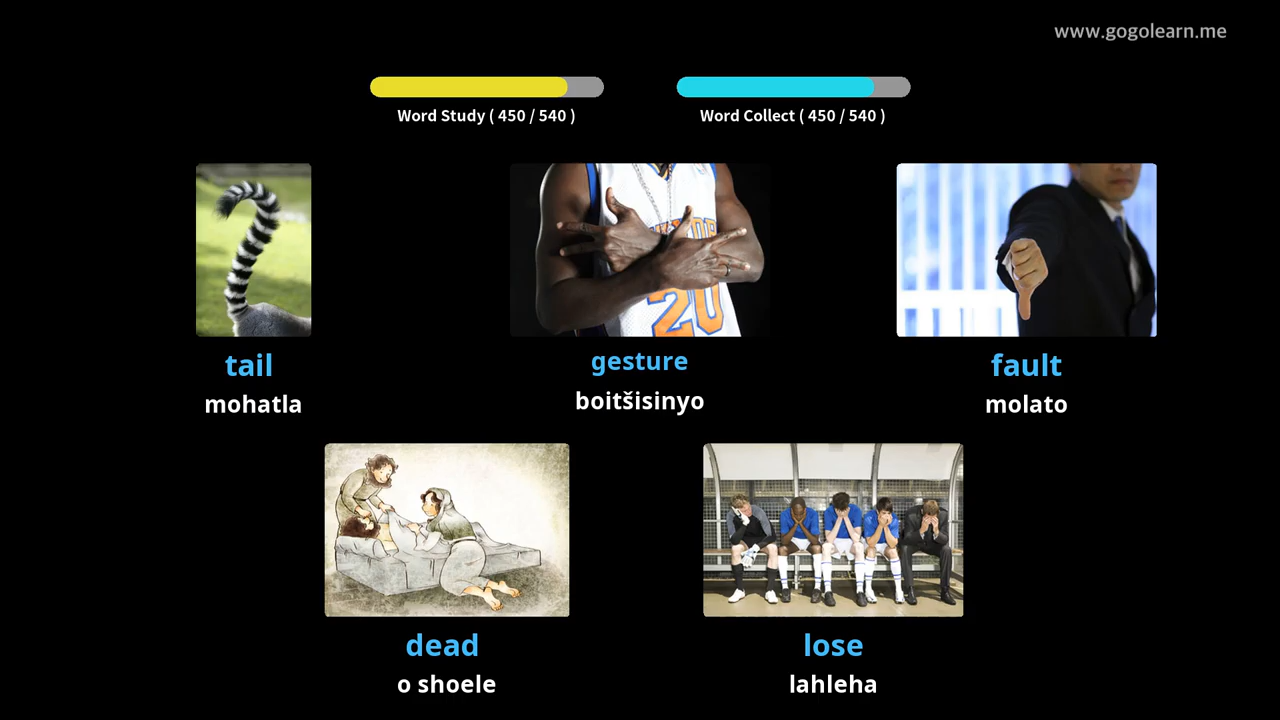 www.gogolearn.me
Word Study ( 450 / 540 )
Word Collect ( 450 / 540 )
20
tail
gesture
fault
mohatla
boitšisinyo
molato
dead
lose
o shoele
lahleha